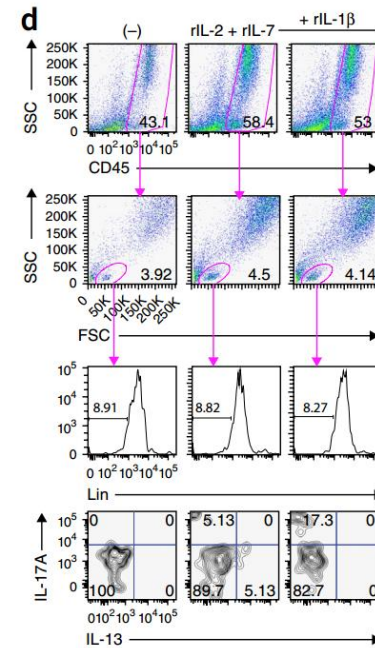 d
(–)
rIL-2 + rIL-7
+ rIL-1β
SSC
250K
200K
150K
100K
50K
0
43.1
58.4
53
0 10² 10³ 10⁴ 10⁵
CD45
SSC
250K
200K
150K
100K
50K
0
3.92
4.5
4.14
0
50K
100K
150K
200K
250K
FSC
10⁵
10⁴
10³
0
8.91
8.82
8.27
0 10² 10³ 10⁴ 10⁵
Lin
IL-17A
10⁵
10⁴
10³
0
0 0
100 0
5.13 0
89.7 5.13
17.3 0
82.7 0
010² 10³ 10⁴ 10⁵
IL-13